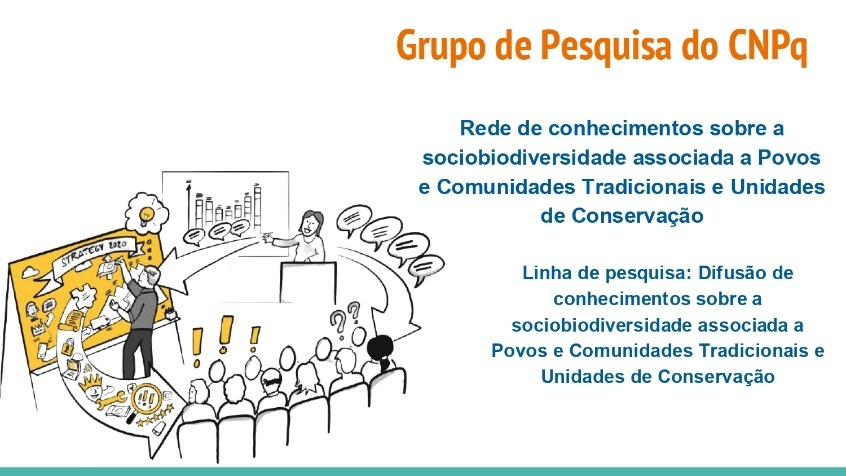 Grupo de Pesquisa do CNPq
Rede de conhecimentos sobre a
sociobiodiversidade associada a Povos
e Comunidades Tradicionais e Unidades
de Conservação
Linha de pesquisa: Difusão de
conhecimentos sobre a
sociobiodiversidade associada a
Povos e Comunidades Tradicionais e
Unidades de Conservação
STRATEGY 2020